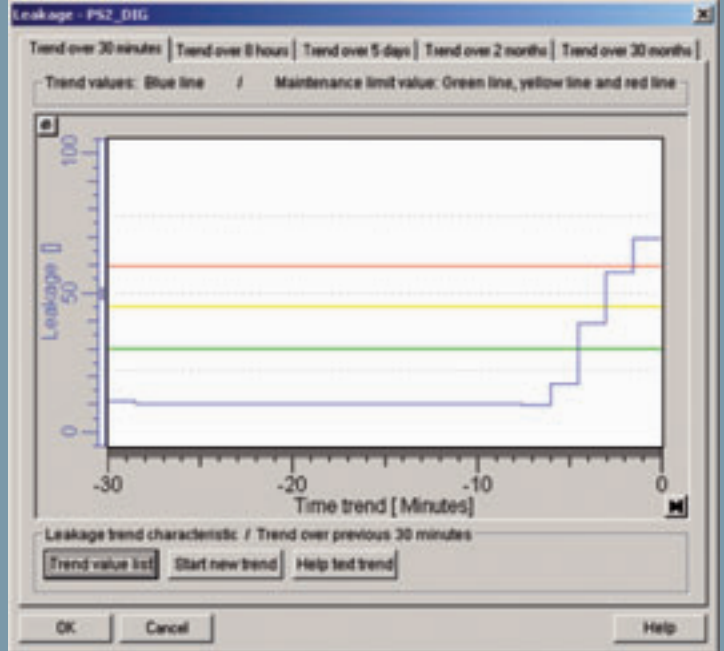 Leakage - PS2_DIG
Trend over 30 minutes Trend over 8 hours Trend over 5 days Trend over 2 months Trend over 30 months
Trend values: Blue line / Maintenance limit value: Green line, yellow line and red line
100
50
0
Leakage []
-30 -20 -10 0
Time trend [ Minutes]
Leakage trend characteristic / Trend over previous 30 minutes
Trend value list Start new trend Help text trend
OK Cancel Help